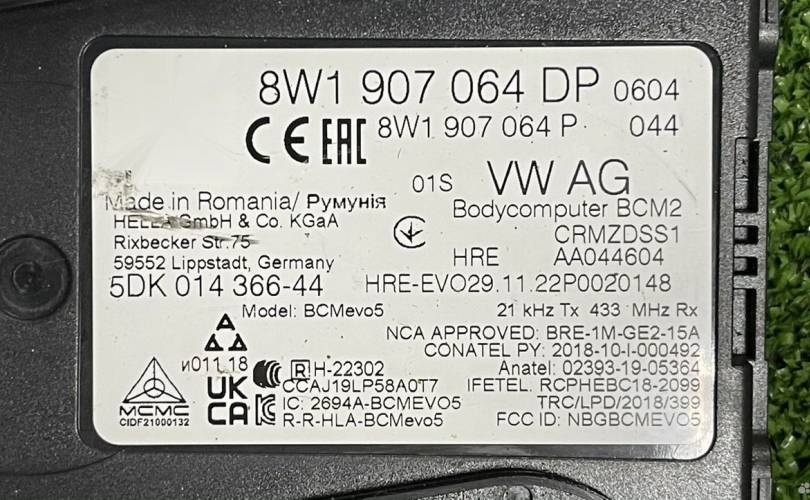 8W1 907 064 DP 0604
CE EAC 8W1 907 064 P 044
01S VW AG
Made in Romania/ Румунія
HELLA GmbH & Co. KGaA
Bodycomputer BCM2
Rixbecker Str.75
CRMZDSS1
59552 Lippstadt, Germany
HRE AA044604
5DK 014 366-44 HRE-EVO29.11.22P0020148
Model: BCMevo5 21 kHz Tx 433 MHz Rx
NCA APPROVED: BRE-1M-GE2-15A
CONATEL PY: 2018-10-I-000492
И011.18 R H-22302 Anatel: 02393-19-05364
UK CA CCAJ19LP58A0T7 IFETEL. RCPHEBC18-2099
MCMC IC: 2694A-BCMEVO5 TRC/LPD/2018/399
CIDF21000132 R-R-HLA-BCMevo5 FCC ID: NBGBCMEVO5